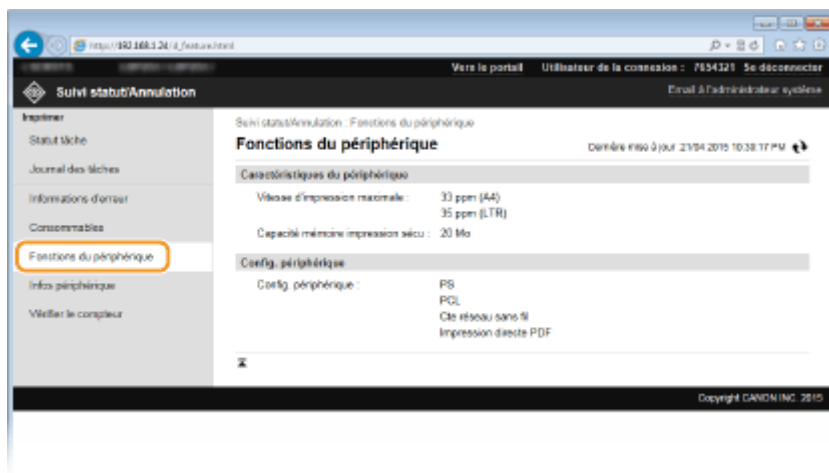 http://192.168.1.24/d_feature.html
Vers le portail Utilisateur de la connexion : 7654321 Se déconnecter
Suivi statut/Annulation
Email à l'administrateur système
Imprimer
Statut tâche
Journal des tâches
Informations d'erreur
Consommables
Fonctions du périphérique
Infos périphérique
Vérifier le compteur
Suivi statut/Annulation : Fonctions du périphérique
Fonctions du périphérique
Dernière mise à jour 21/04 2015 10:38:17 PM
Caractéristiques du périphérique
Vitesse d'impression maximale : 33 ppm (A4)
35 ppm (LTR)
Capacité mémoire impression sécu : 20 Mo
Config. périphérique
Config. périphérique : PS
PCL
Cte réseau sans fil
Impression directe PDF
Copyright CANON INC. 2015